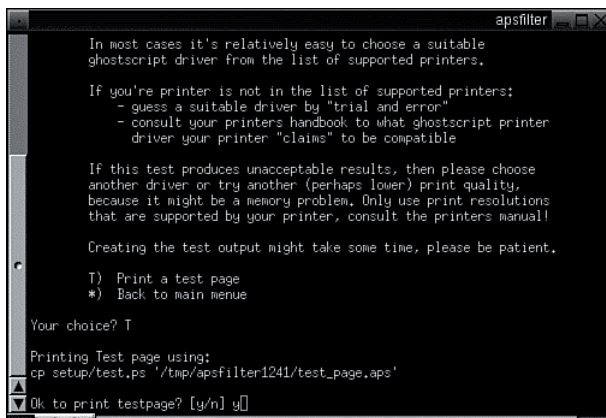 apsfilter
In most cases it's relatively easy to choose a suitable
ghostscript driver from the list of supported printers.
If you're printer is not in the list of supported printers:
- guess a suitable driver by "trial and error"
- consult your printers handbook to what ghostscript printer
driver your printer "claims" to be compatible
If this test produces unacceptable results, then please choose
another driver or try another (perhaps lower) print quality,
because it might be a memory problem. Only use print resolutions
that are supported by your printer, consult the printers manual!
Creating the test output might take some time, please be patient.
T) Print a test page
*) Back to main menue
Your choice? T
Printing Test page using:
cp setup/test.ps '/tmp/apsfilter1241/test_page.aps'
Ok to print testpage? [y/n] y